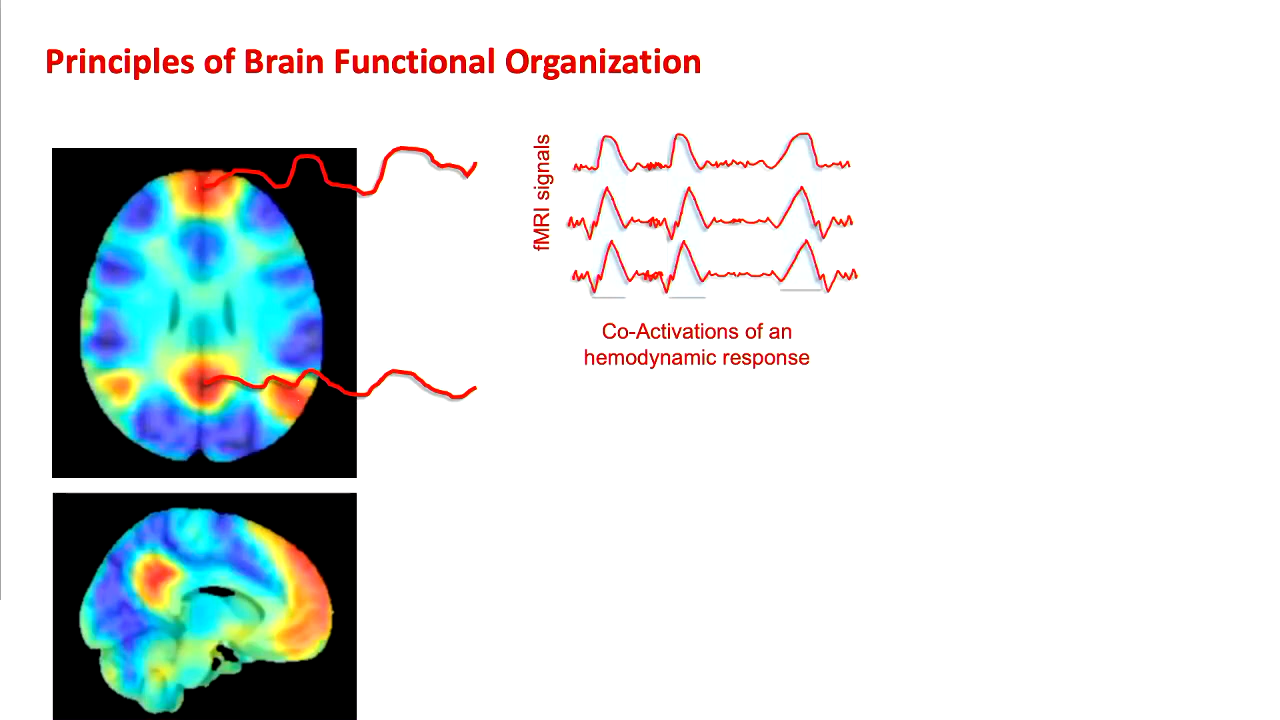 Principles of Brain Functional Organization
fMRI signals
Co-Activations of an
hemodynamic response